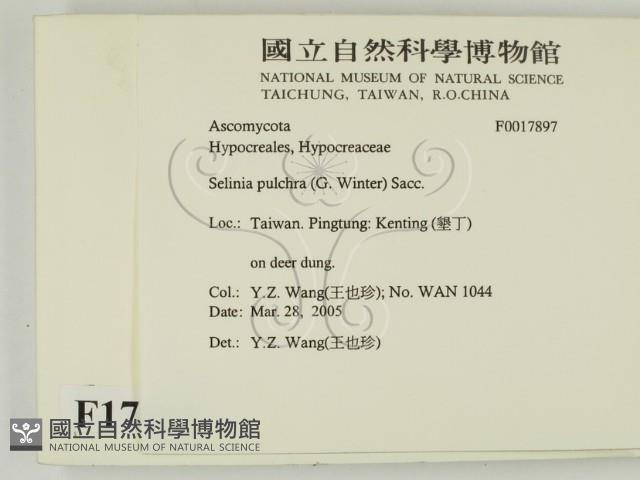 國立自然科學博物館
NATIONAL MUSEUM OF NATURAL SCIENCE
TAICHUNG, TAIWAN, R.O.CHINA
Ascomycota F0017897
Hypocreales, Hypocreaceae
Selinia pulchra (G. Winter) Sacc.
Loc.: Taiwan. Pingtung: Kenting (墾丁)
on deer dung.
Col.: Y.Z. Wang(王也珍); No. WAN 1044
Date: Mar. 28, 2005
Det.: Y.Z. Wang(王也珍)
F17
國立自然科學博物館
NATIONAL MUSEUM OF NATURAL SCIENCE